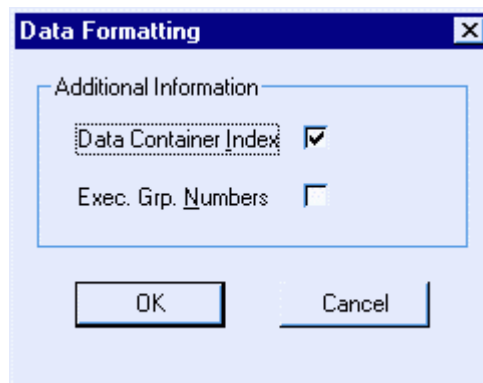 Data Formatting
Additional Information
Data Container Index
Exec. Grp. Numbers
OK Cancel